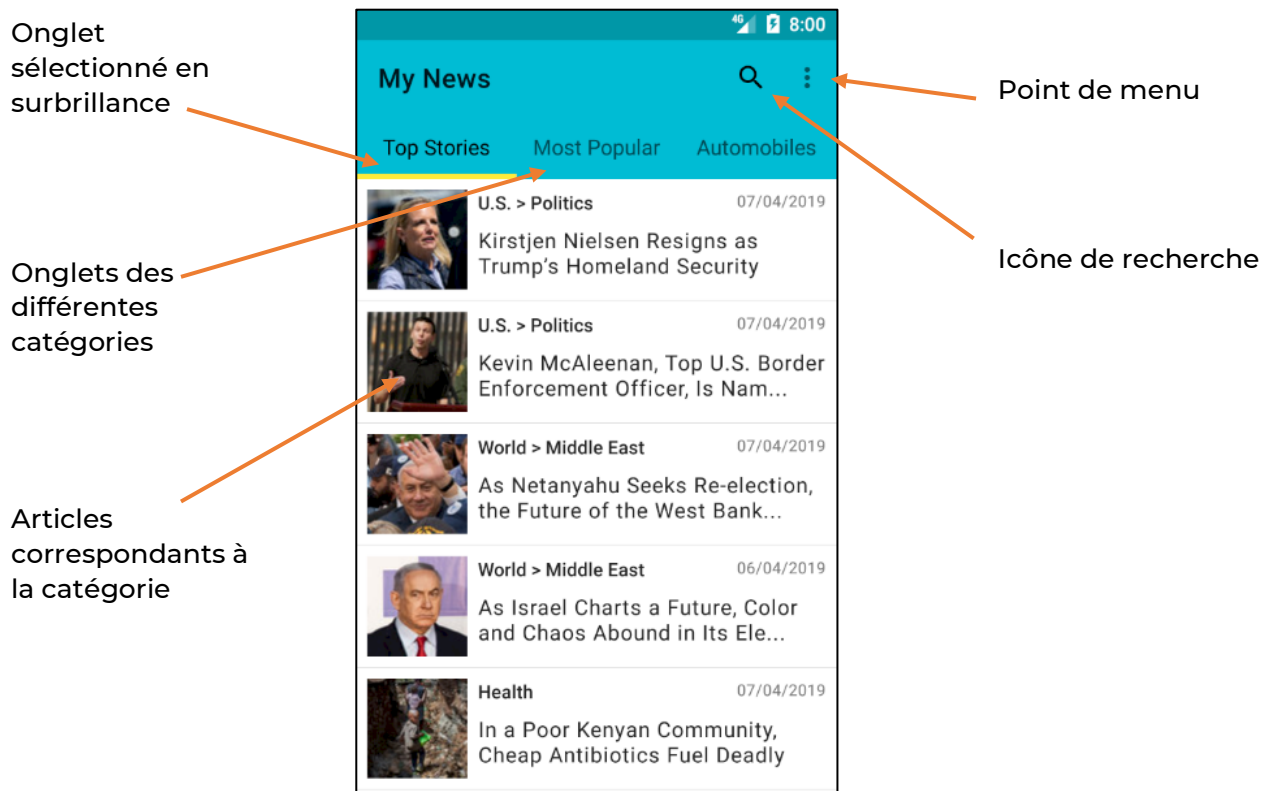 Onglet
sélectionné en
surbrillance
Onglets des
différentes
catégories
Articles
correspondants à
la catégorie
4G 8:00
My News
Top Stories Most Popular Automobiles
U.S. > Politics 07/04/2019
Kirstjen Nielsen Resigns as
Trump's Homeland Security
U.S. > Politics 07/04/2019
Kevin McAleenan, Top U.S. Border
Enforcement Officer, Is Nam...
World > Middle East 07/04/2019
As Netanyahu Seeks Re-election,
the Future of the West Bank...
World > Middle East 06/04/2019
As Israel Charts a Future, Color
and Chaos Abound in Its Ele...
Health 07/04/2019
In a Poor Kenyan Community,
Cheap Antibiotics Fuel Deadly
Point de menu
Icône de recherche